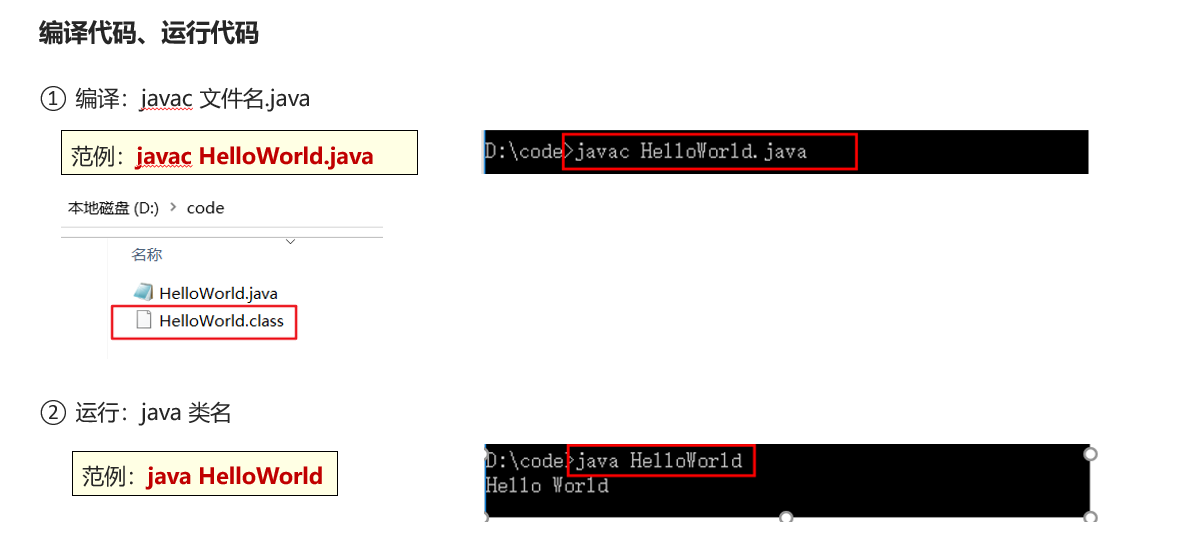 编译代码、运行代码
① 编译：javac 文件名.java
范例：javac HelloWorld.java
D:\code>javac HelloWorld.java
本地磁盘 (D:) > code
名称
HelloWorld.java
HelloWorld.class
② 运行：java 类名
范例：java HelloWorld
D:\code>java HelloWorld
Hello World